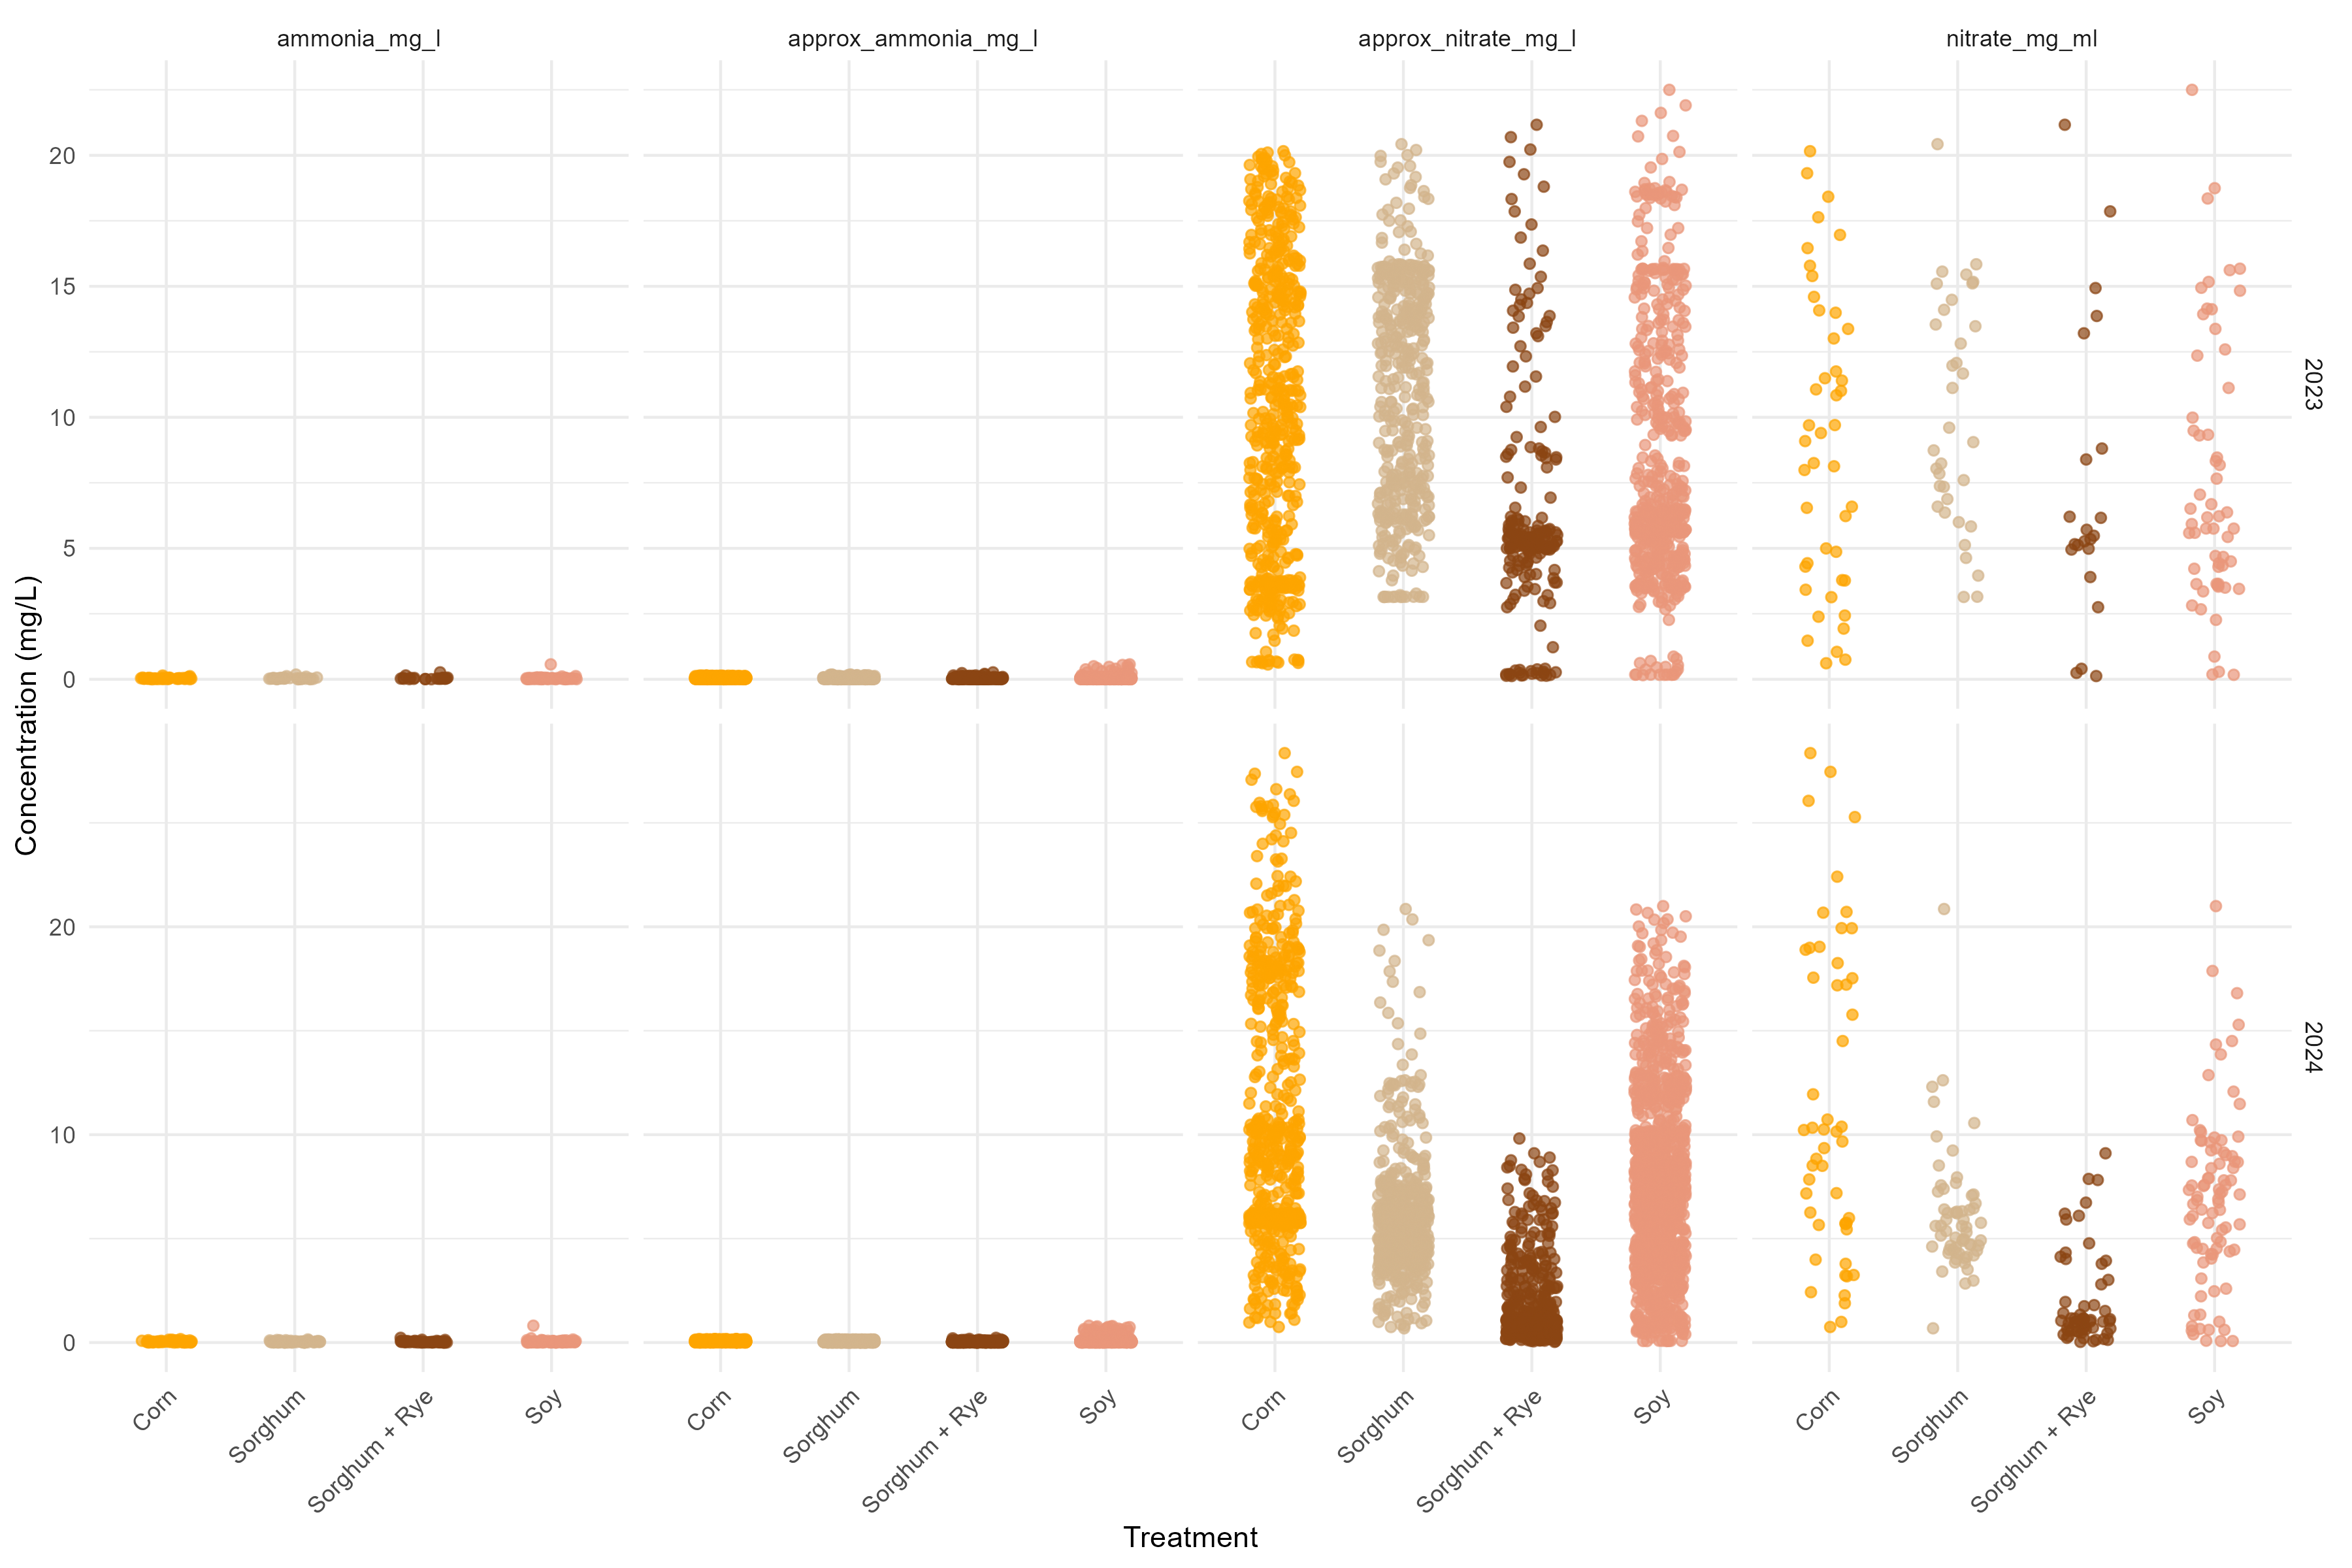 ammonia_mg_l
approx_ammonia_mg_l
approx_nitrate_mg_l
nitrate_mg_ml
Concentration (mg/L)
20
15
10
5
0
2023
20
10
0
2024
Corn
Sorghum
Sorghum + Rye
Soy
Corn
Sorghum
Sorghum + Rye
Soy
Corn
Sorghum
Sorghum + Rye
Soy
Corn
Sorghum
Sorghum + Rye
Soy
Treatment